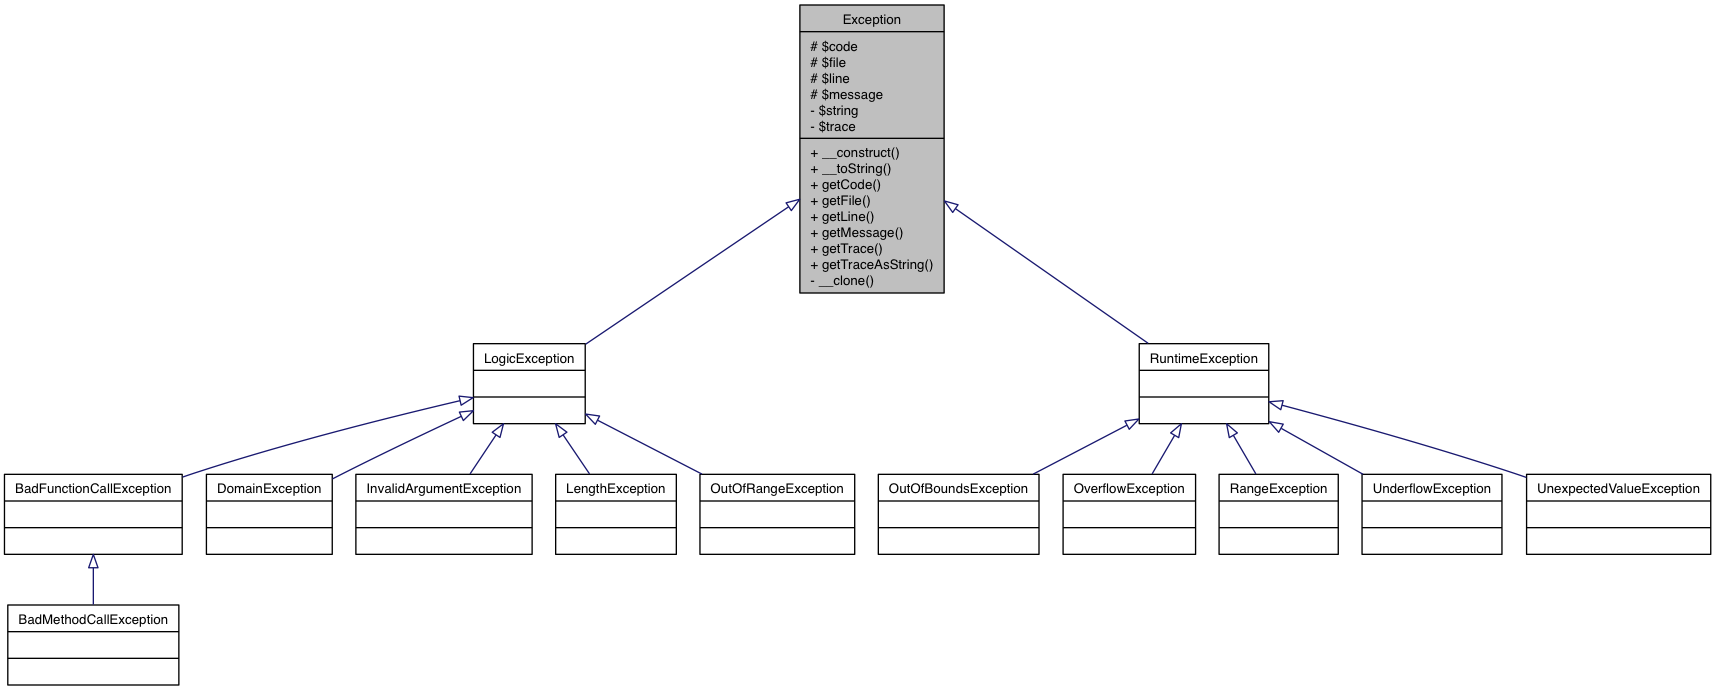 Exception
# $code
# $file
# $line
# $message
- $string
- $trace
+ __construct()
+ __toString()
+ getCode()
+ getFile()
+ getLine()
+ getMessage()
+ getTrace()
+ getTraceAsString()
- __clone()
LogicException
RuntimeException
BadFunctionCallException
DomainException
InvalidArgumentException
LengthException
OutOfRangeException
OutOfBoundsException
OverflowException
RangeException
UnderflowException
UnexpectedValueException
BadMethodCallException